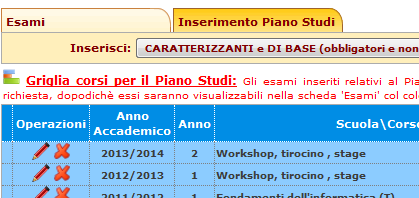 Esami
Inserimento Piano Studi
Inserisci: CARATTERIZZANTI e DI BASE (obbligatori e non
Griglia corsi per il Piano Studi: Gli esami inseriti relativi al Pia
richiesta, dopodichè essi saranno visualizzabili nella scheda 'Esami' col col
Operazioni Anno Accademico Anno Scuola\Corso
2013/2014 2 Workshop, tirocino , stage
2012/2013 1 Workshop, tirocino , stage
2011/2012 1 Fondamenti dell'informatica (T)